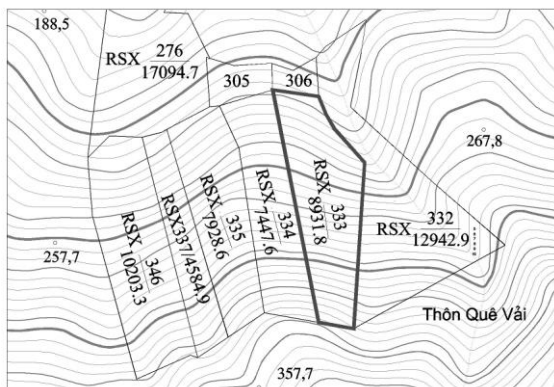 188,5
RSX 276
17094.7
305
306
267,8
RSX 333
8931.8
RSX 332
12942.9
RSX 334
7447.6
RSX 335
7928.6
RSX337/4584.9
RSX 346
10203.3
257,7
Thôn Quê Vải
357,7